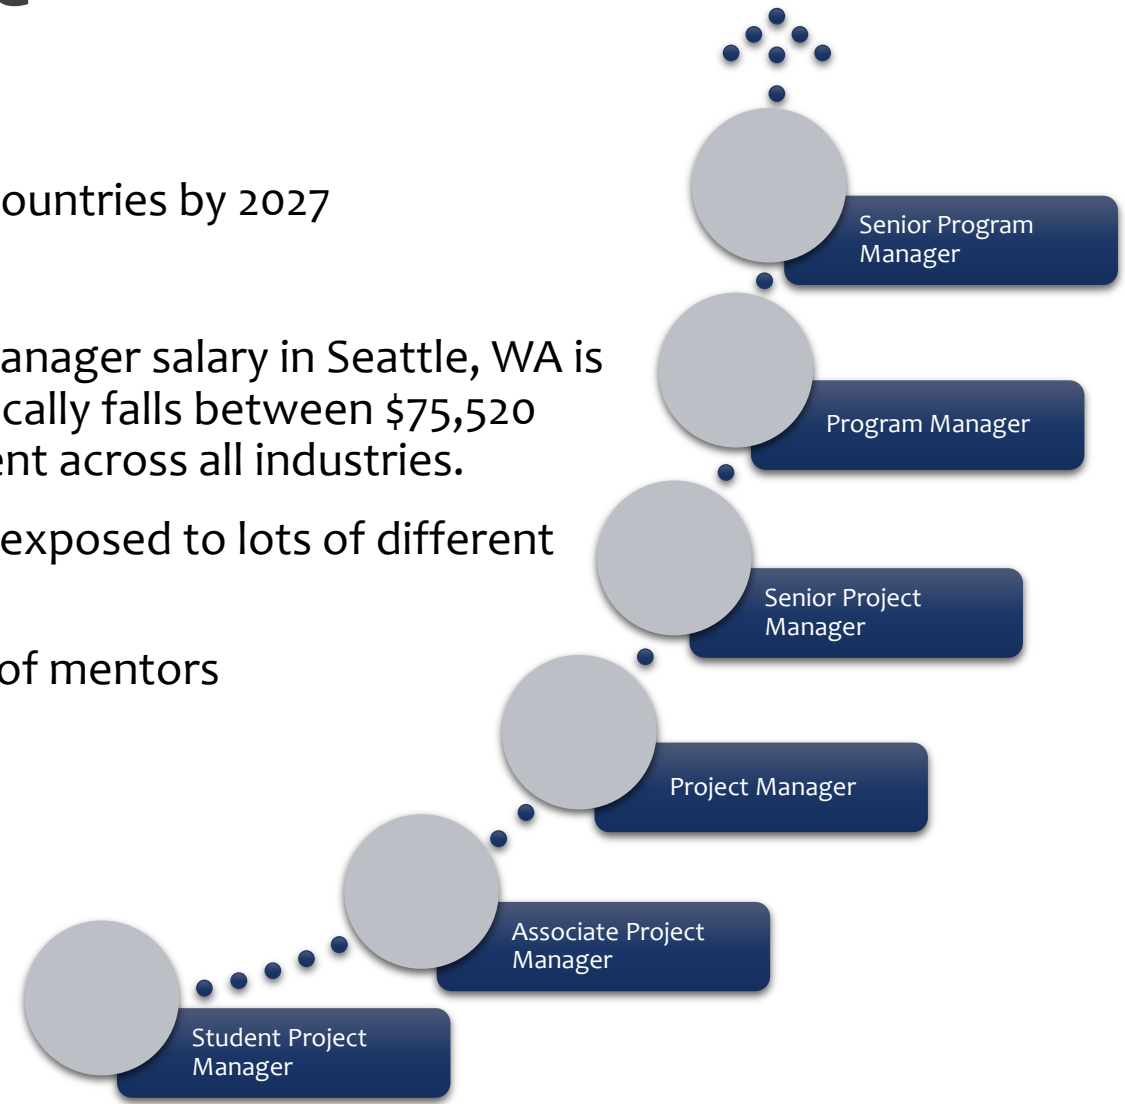 ountries by 2027
anager salary in Seattle, WA is
cally falls between $75,520
ent across all industries.
exposed to lots of different
of mentors
Senior Program
Manager
Program Manager
Senior Project
Manager
Project Manager
Associate Project
Manager
Student Project
Manager